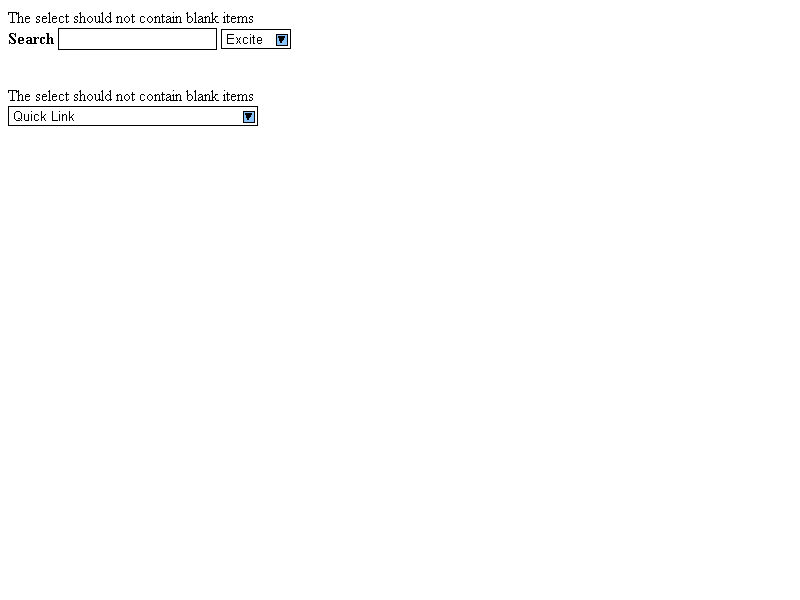 The select should not contain blank items
Search Excite
The select should not contain blank items
Quick Link